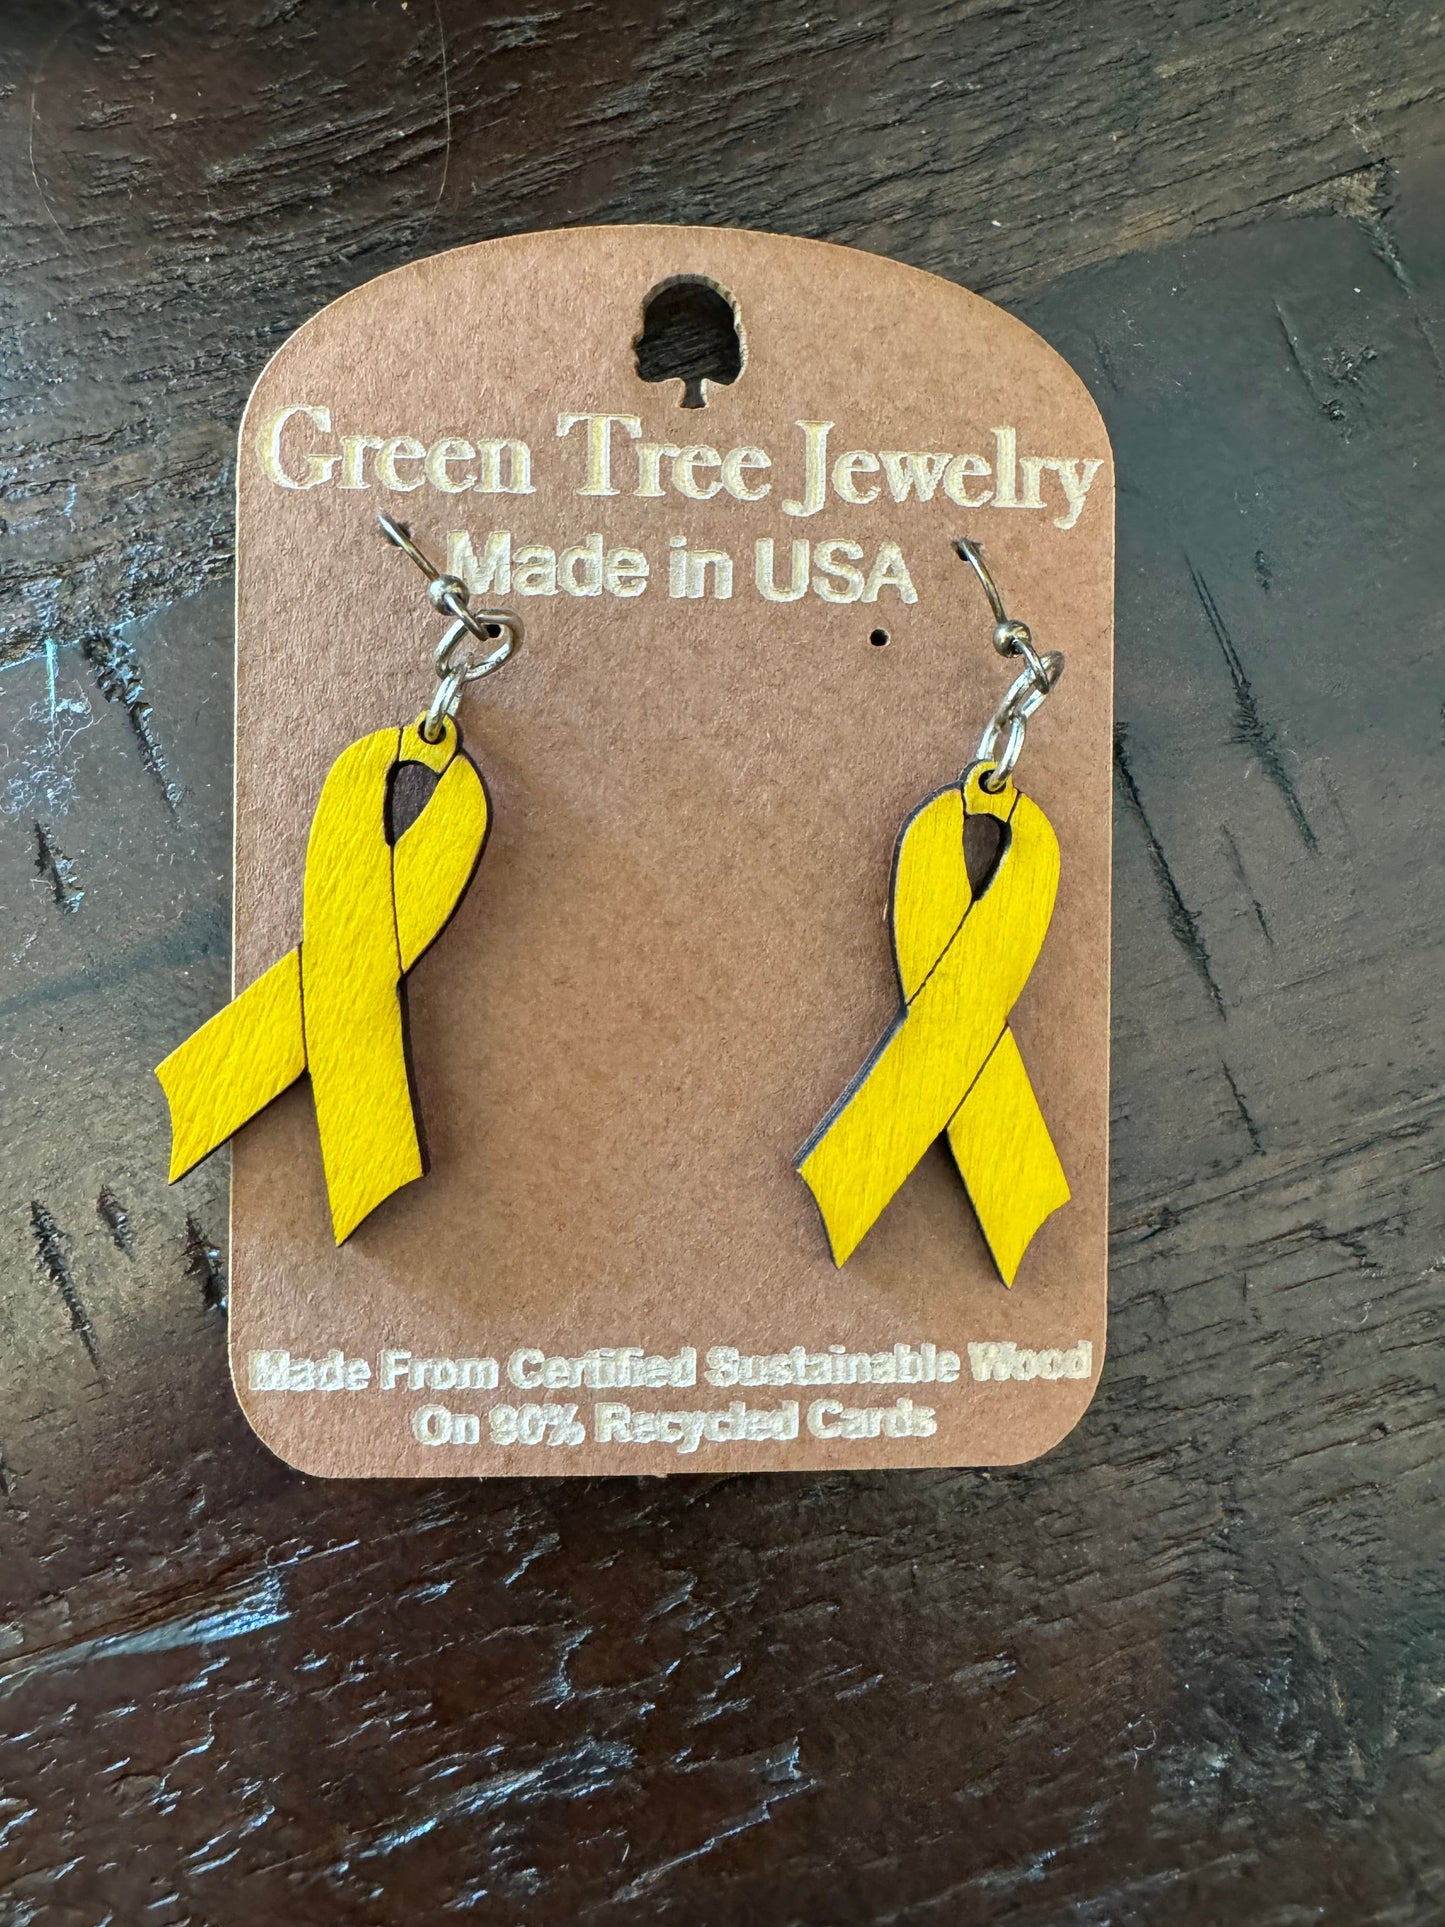 Green Tree Jewelry
Made in USA
Made From Certified Sustainable Wood
On 90% Recycled Cards